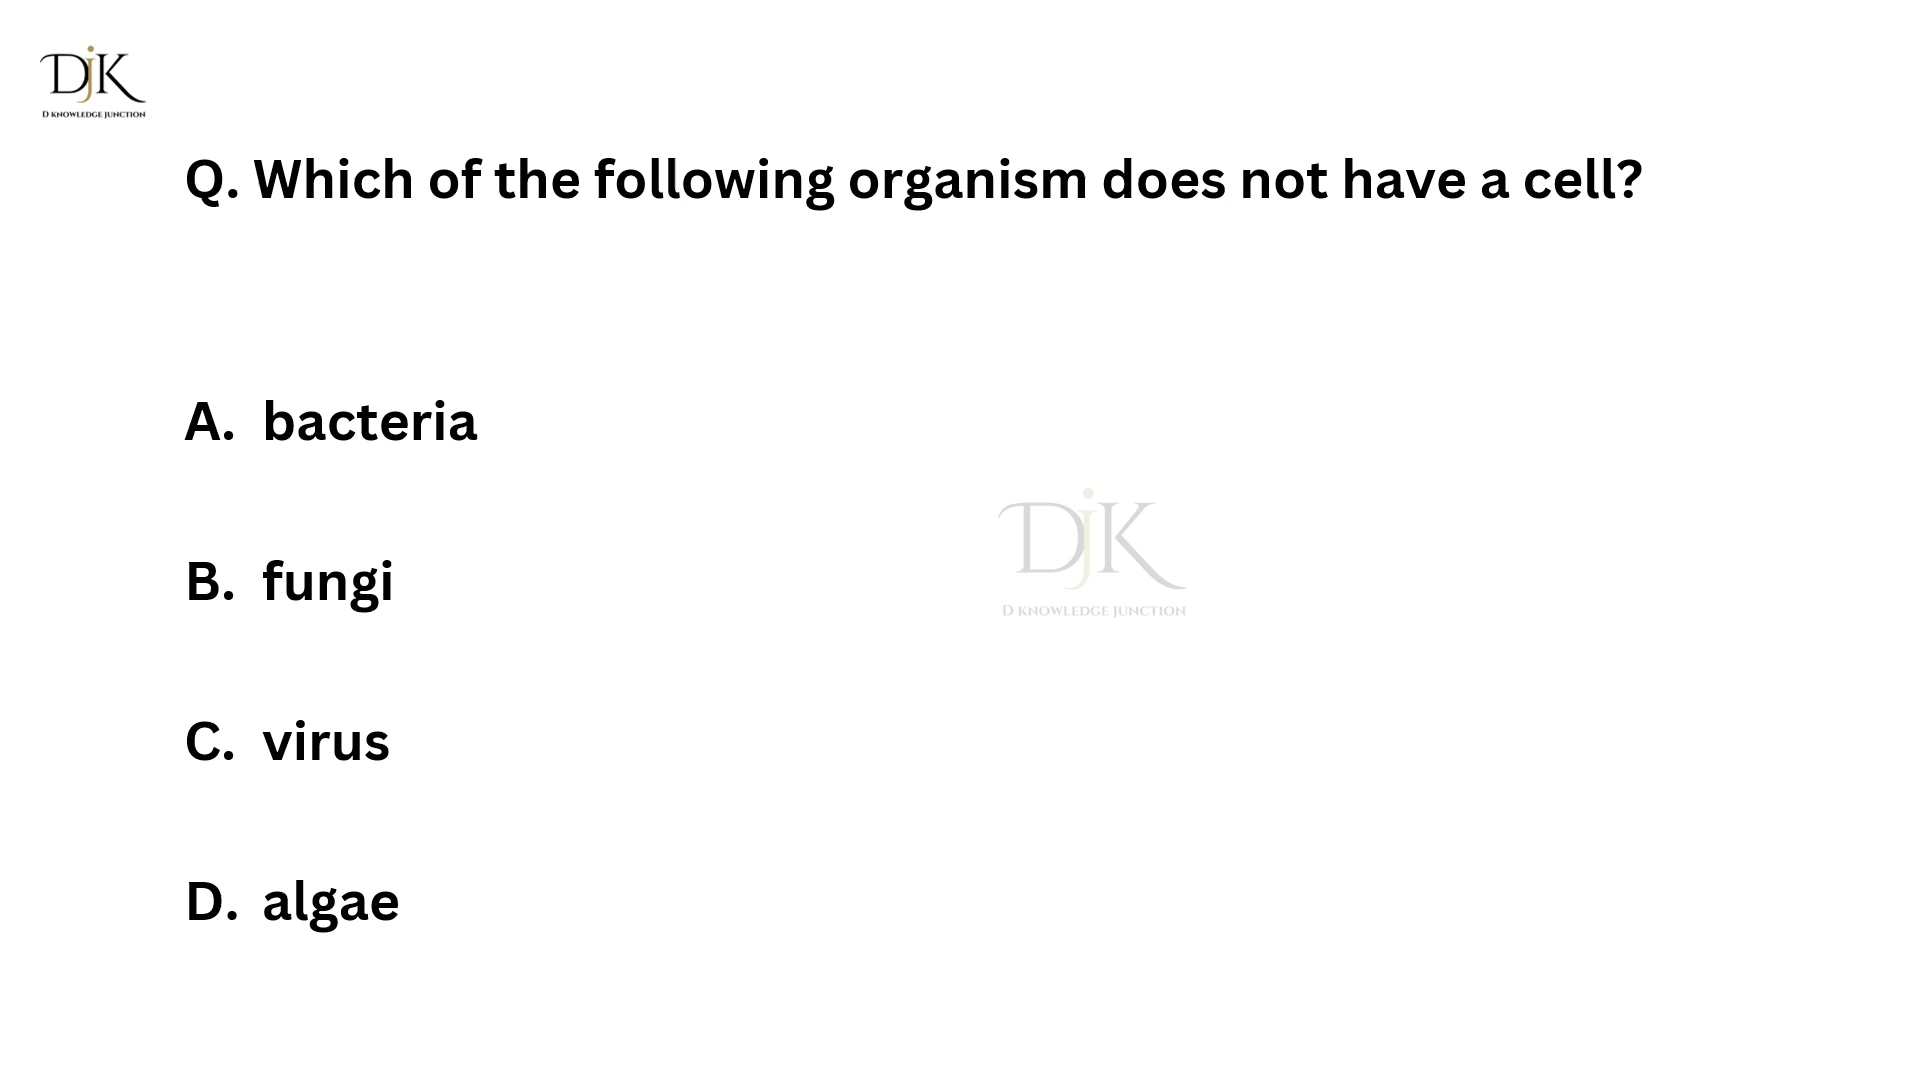 DjK
D KNOWLEDGE JUNCTION
Q. Which of the following organism does not have a cell?
A. bacteria
B. fungi
DjK
D KNOWLEDGE JUNCTION
C. virus
D. algae